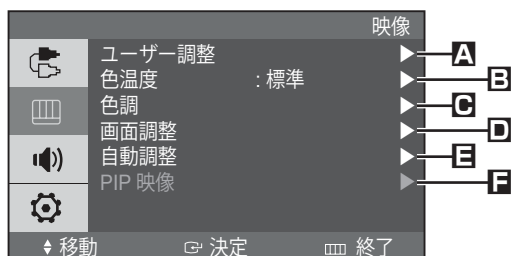 映像
ユーザー調整 A
色温度 : 標準 B
色調 C
画面調整 D
自動調整 E
PIP 映像 F
移動 決定 終了